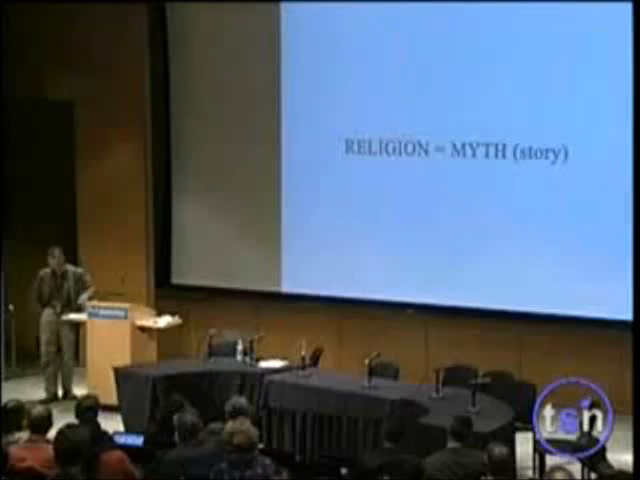 RELIGION = MYTH (story)
tsn